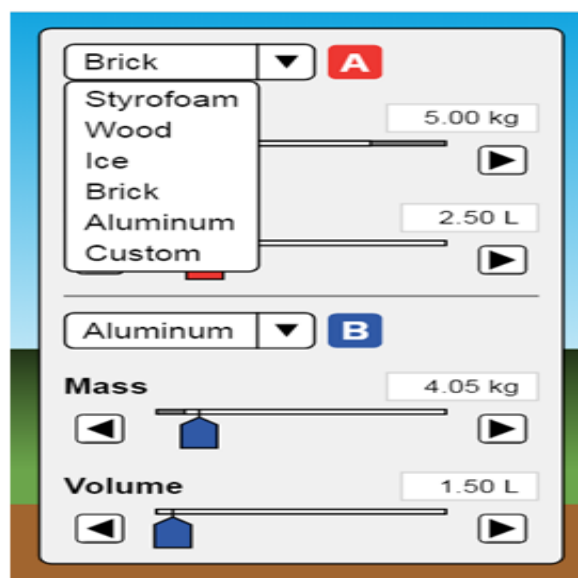 Brick A
Styrofoam
Wood
5.00 kg
Ice
Brick
Aluminum
2.50 L
Custom
Aluminum B
Mass
4.05 kg
Volume
1.50 L